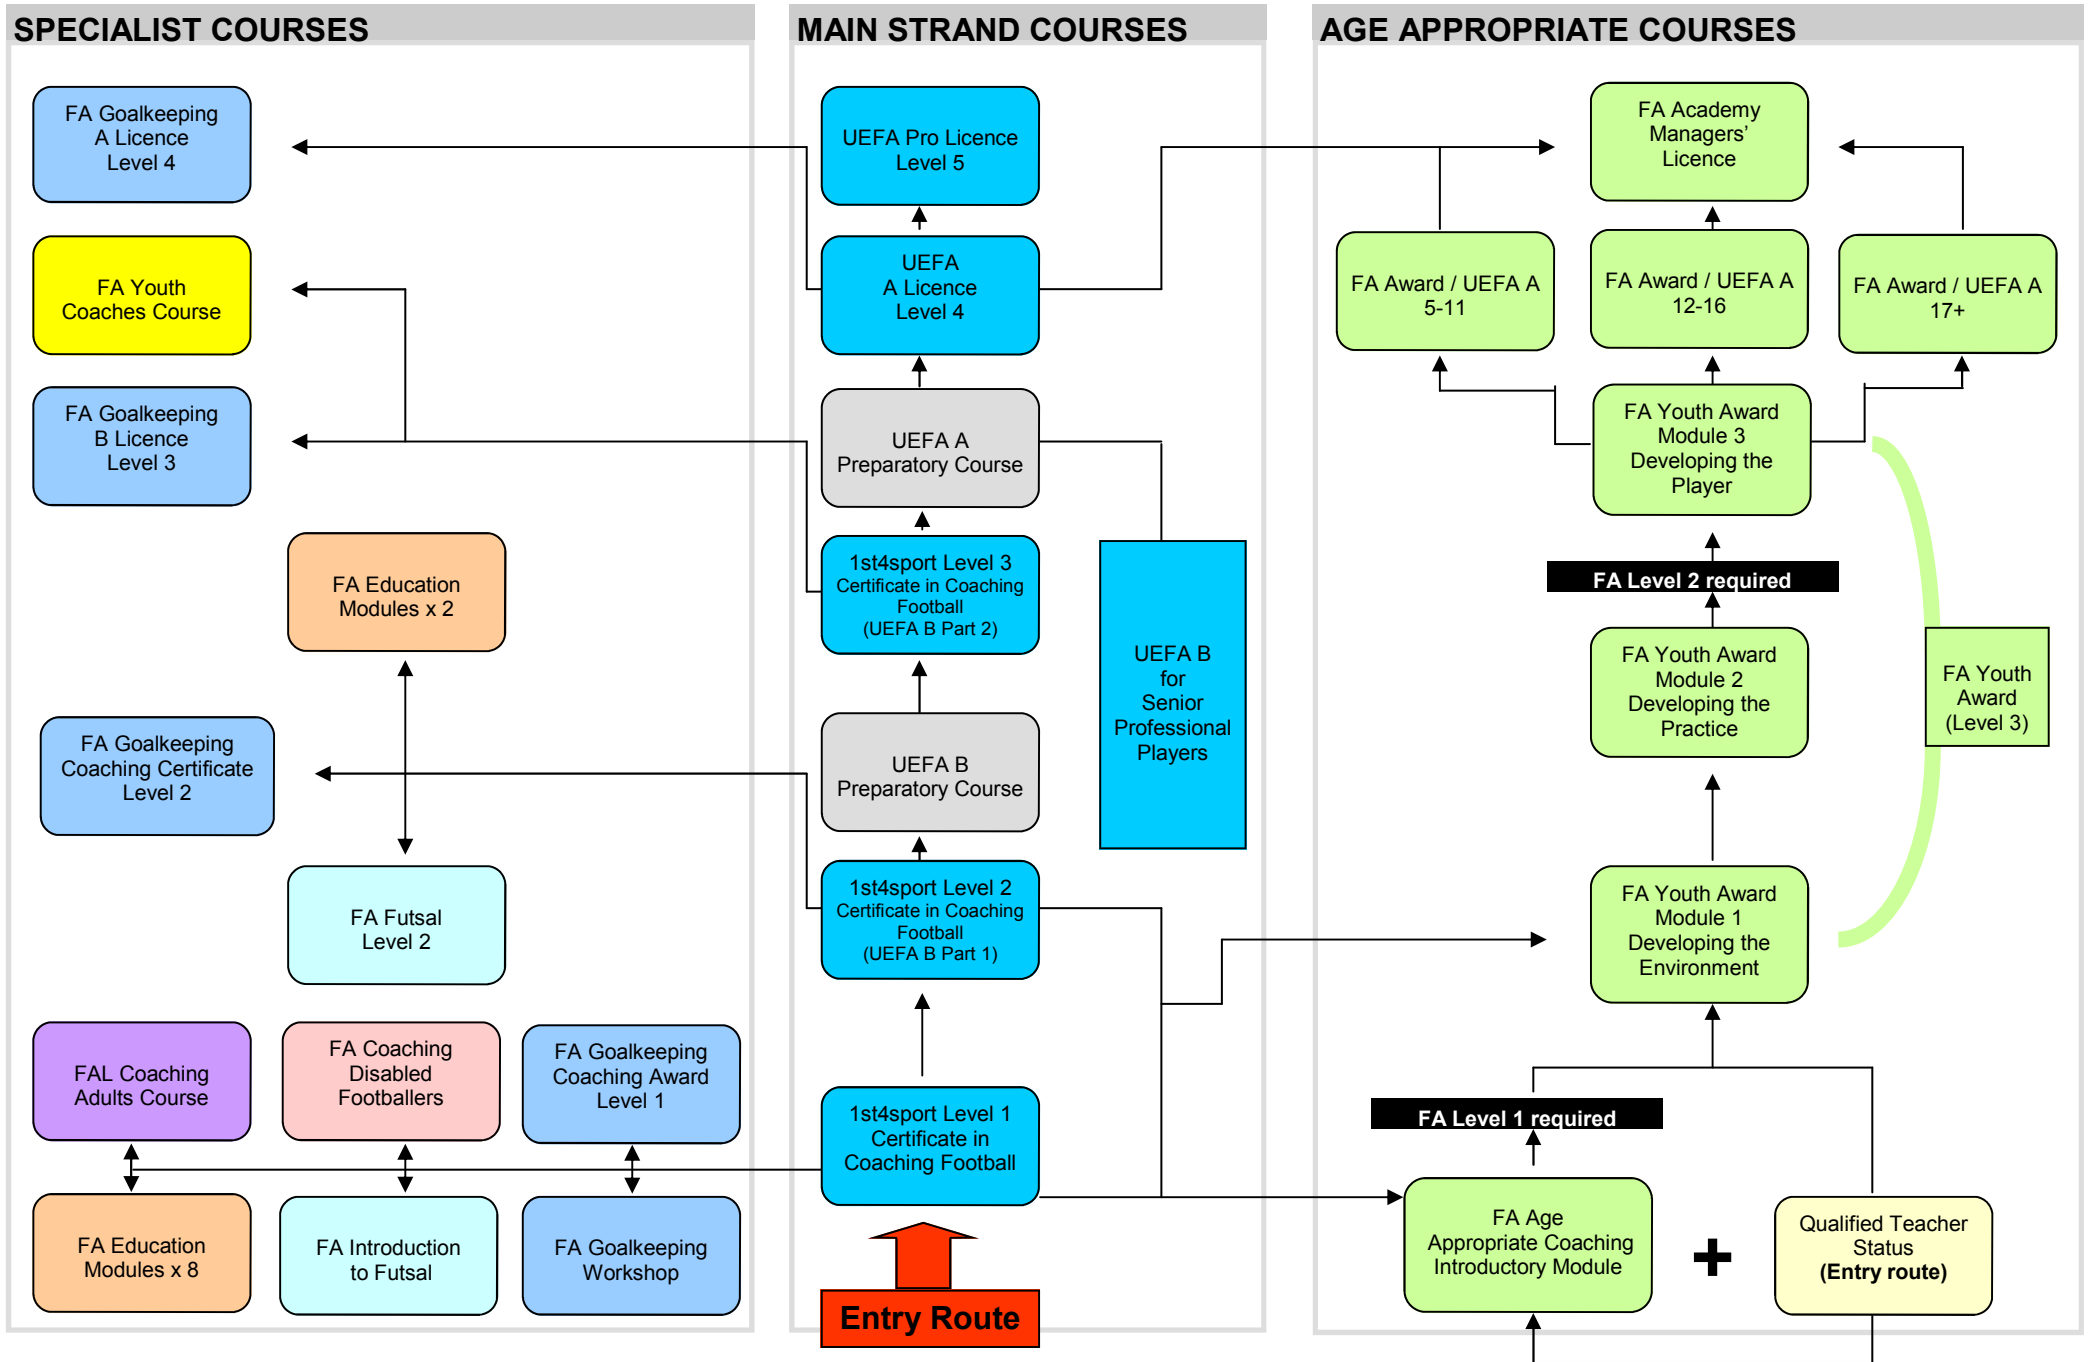 SPECIALIST COURSES
FA Goalkeeping
A Licence
Level 4
FA Youth
Coaches Course
FA Goalkeeping
B Licence
Level 3
FA Education
Modules x 2
FA Goalkeeping
Coaching Certificate
Level 2
FA Futsal
Level 2
FAL Coaching
Adults Course
FA Coaching
Disabled
Footballers
FA Goalkeeping
Coaching Award
Level 1
FA Education
Modules x 8
FA Introduction
to Futsal
FA Goalkeeping
Workshop
MAIN STRAND COURSES
UEFA Pro Licence
Level 5
UEFA
A Licence
Level 4
UEFA A
Preparatory Course
1st4sport Level 3
Certificate in Coaching
Football
(UEFA B Part 2)
UEFA B
for
Senior
Professional
Players
UEFA B
Preparatory Course
1st4sport Level 2
Certificate in Coaching
Football
(UEFA B Part 1)
1st4sport Level 1
Certificate in
Coaching Football
Entry Route
AGE APPROPRIATE COURSES
FA Academy
Managers’
Licence
FA Award / UEFA A
5-11
FA Award / UEFA A
12-16
FA Award / UEFA A
17+
FA Youth Award
Module 3
Developing the
Player
FA Level 2 required
FA Youth Award
Module 2
Developing the
Practice
FA Youth
Award
(Level 3)
FA Youth Award
Module 1
Developing the
Environment
FA Level 1 required
FA Age
Appropriate Coaching
Introductory Module
+
Qualified Teacher
Status
(Entry route)